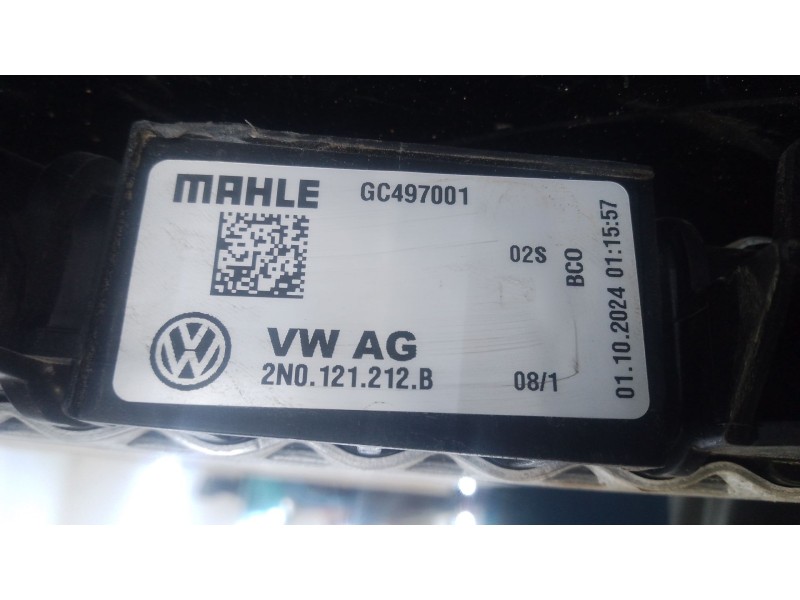 MAHLE GC497001
02S
BCO
01.10.2024 01:15:57
VW AG
2N0.121.212.B
08/1